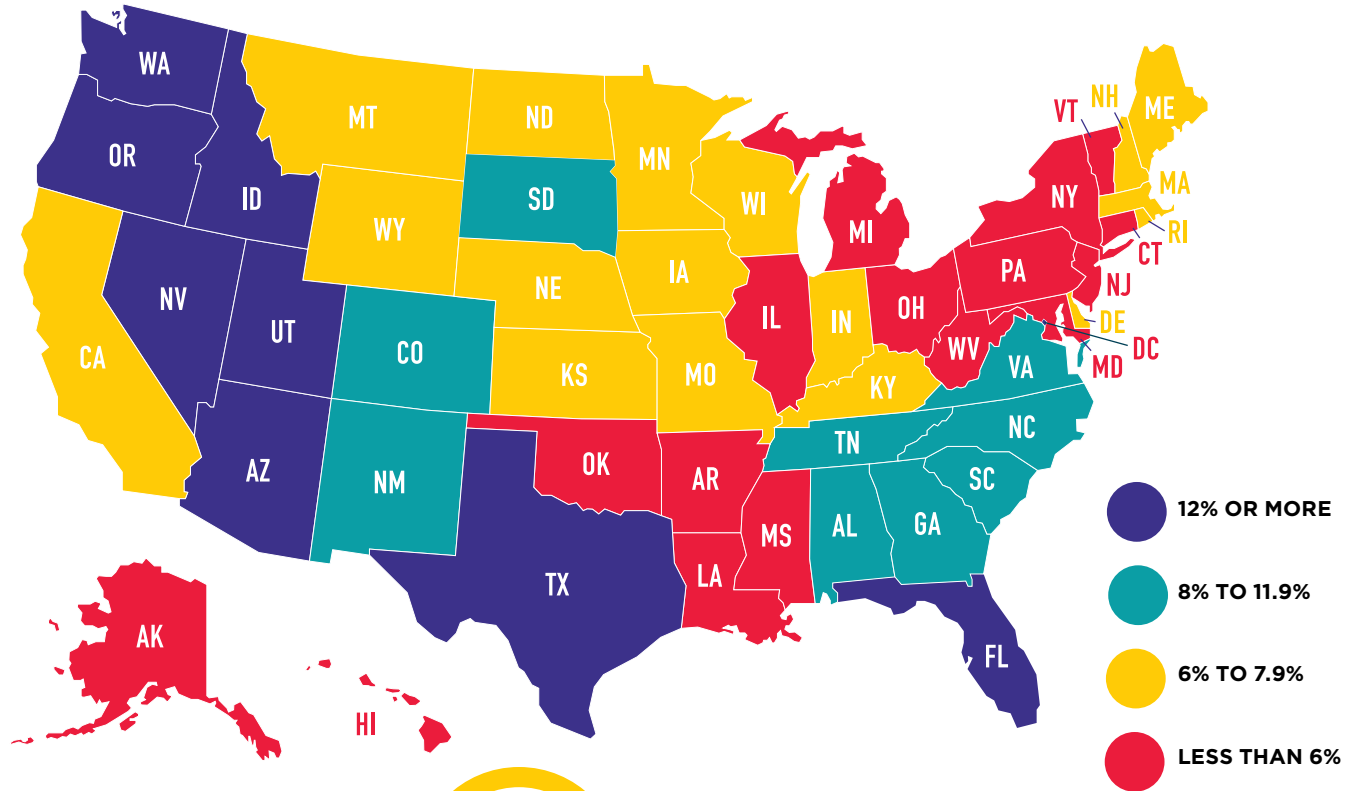 WA
MT
ND
OR
ID
MN
SD
WI
WY
MI
VT
NH
ME
NY
MA
RI
CT
NV
UT
CA
CO
NE
IA
IL
IN
OH
PA
NJ
DE
DC
MD
WV
VA
KS
MO
KY
AZ
NM
OK
AR
TN
NC
SC
MS
AL
GA
LA
TX
FL
AK
HI
12% OR MORE
8% TO 11.9%
6% TO 7.9%
LESS THAN 6%